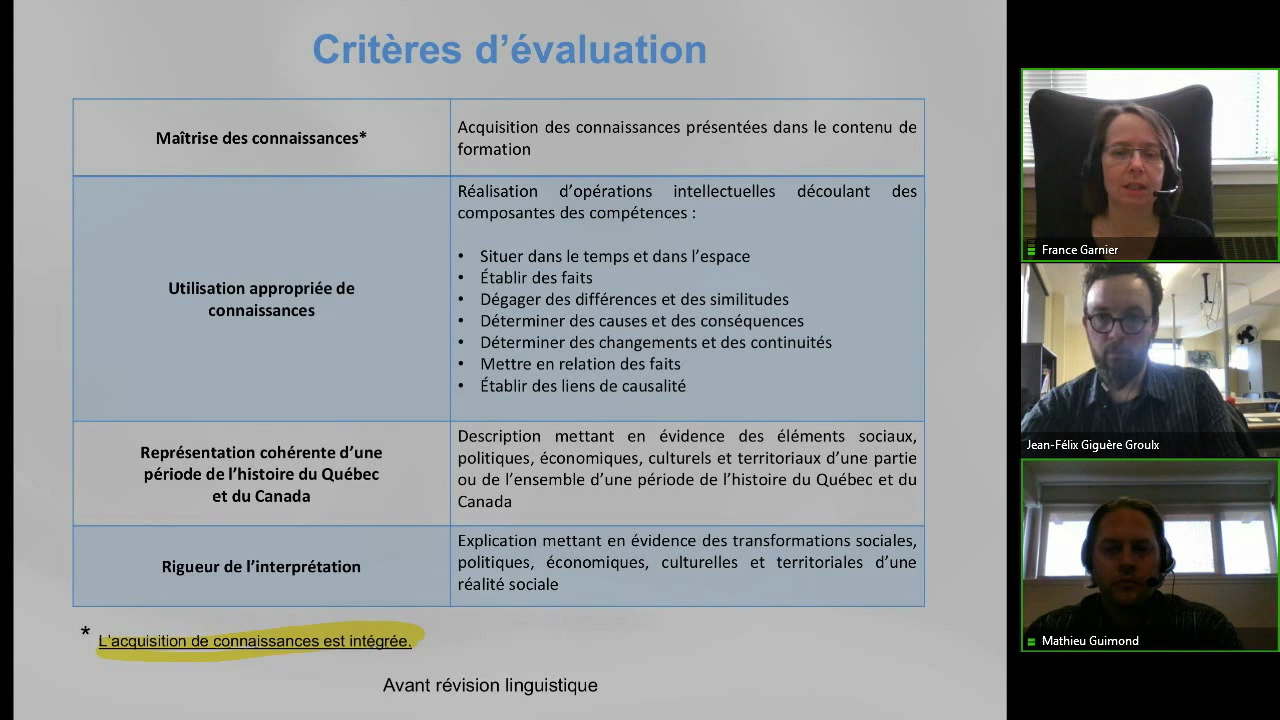 Critères d’évaluation
Maîtrise des connaissances*
Acquisition des connaissances présentées dans le contenu de
formation
Utilisation appropriée de
connaissances
Réalisation d’opérations intellectuelles découlant des
composantes des compétences :
• Situer dans le temps et dans l’espace
• Établir des faits
• Dégager des différences et des similitudes
• Déterminer des causes et des conséquences
• Déterminer des changements et des continuités
• Mettre en relation des faits
• Établir des liens de causalité
Représentation cohérente d’une
période de l’histoire du Québec
et du Canada
Description mettant en évidence des éléments sociaux,
politiques, économiques, culturels et territoriaux d’une partie
ou de l’ensemble d’une période de l’histoire du Québec et du
Canada
Rigueur de l’interprétation
Explication mettant en évidence des transformations sociales,
politiques, économiques, culturelles et territoriales d’une
réalité sociale
* L’acquisition de connaissances est intégrée.
Avant révision linguistique
France Garnier
Jean-Félix Giguère Groulx
Mathieu Guimond